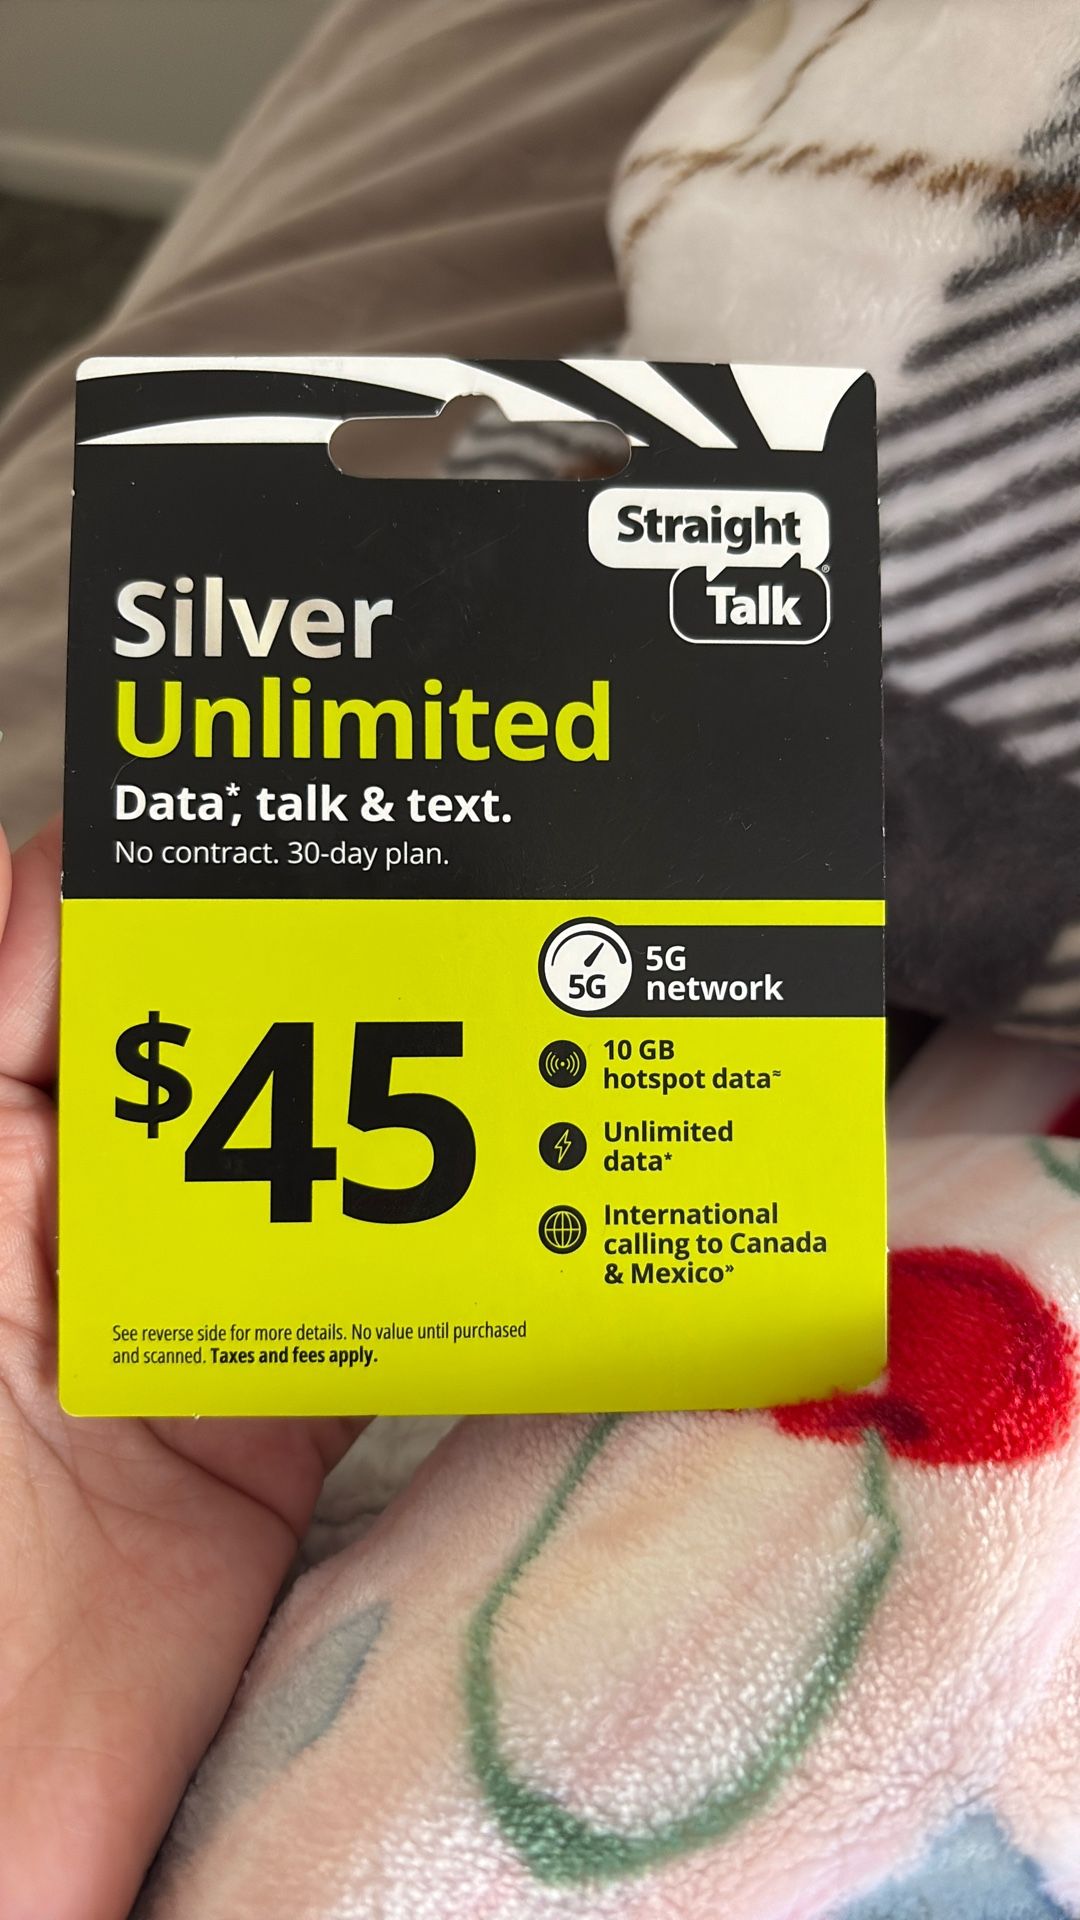 Straight
Talk®
Silver
Unlimited
Data*, talk & text.
No contract. 30-day plan.
5G
5G
network
$45
10 GB
hotspot data≈
Unlimited
data*
International
calling to Canada
& Mexico»
See reverse side for more details. No value until purchased
and scanned. Taxes and fees apply.